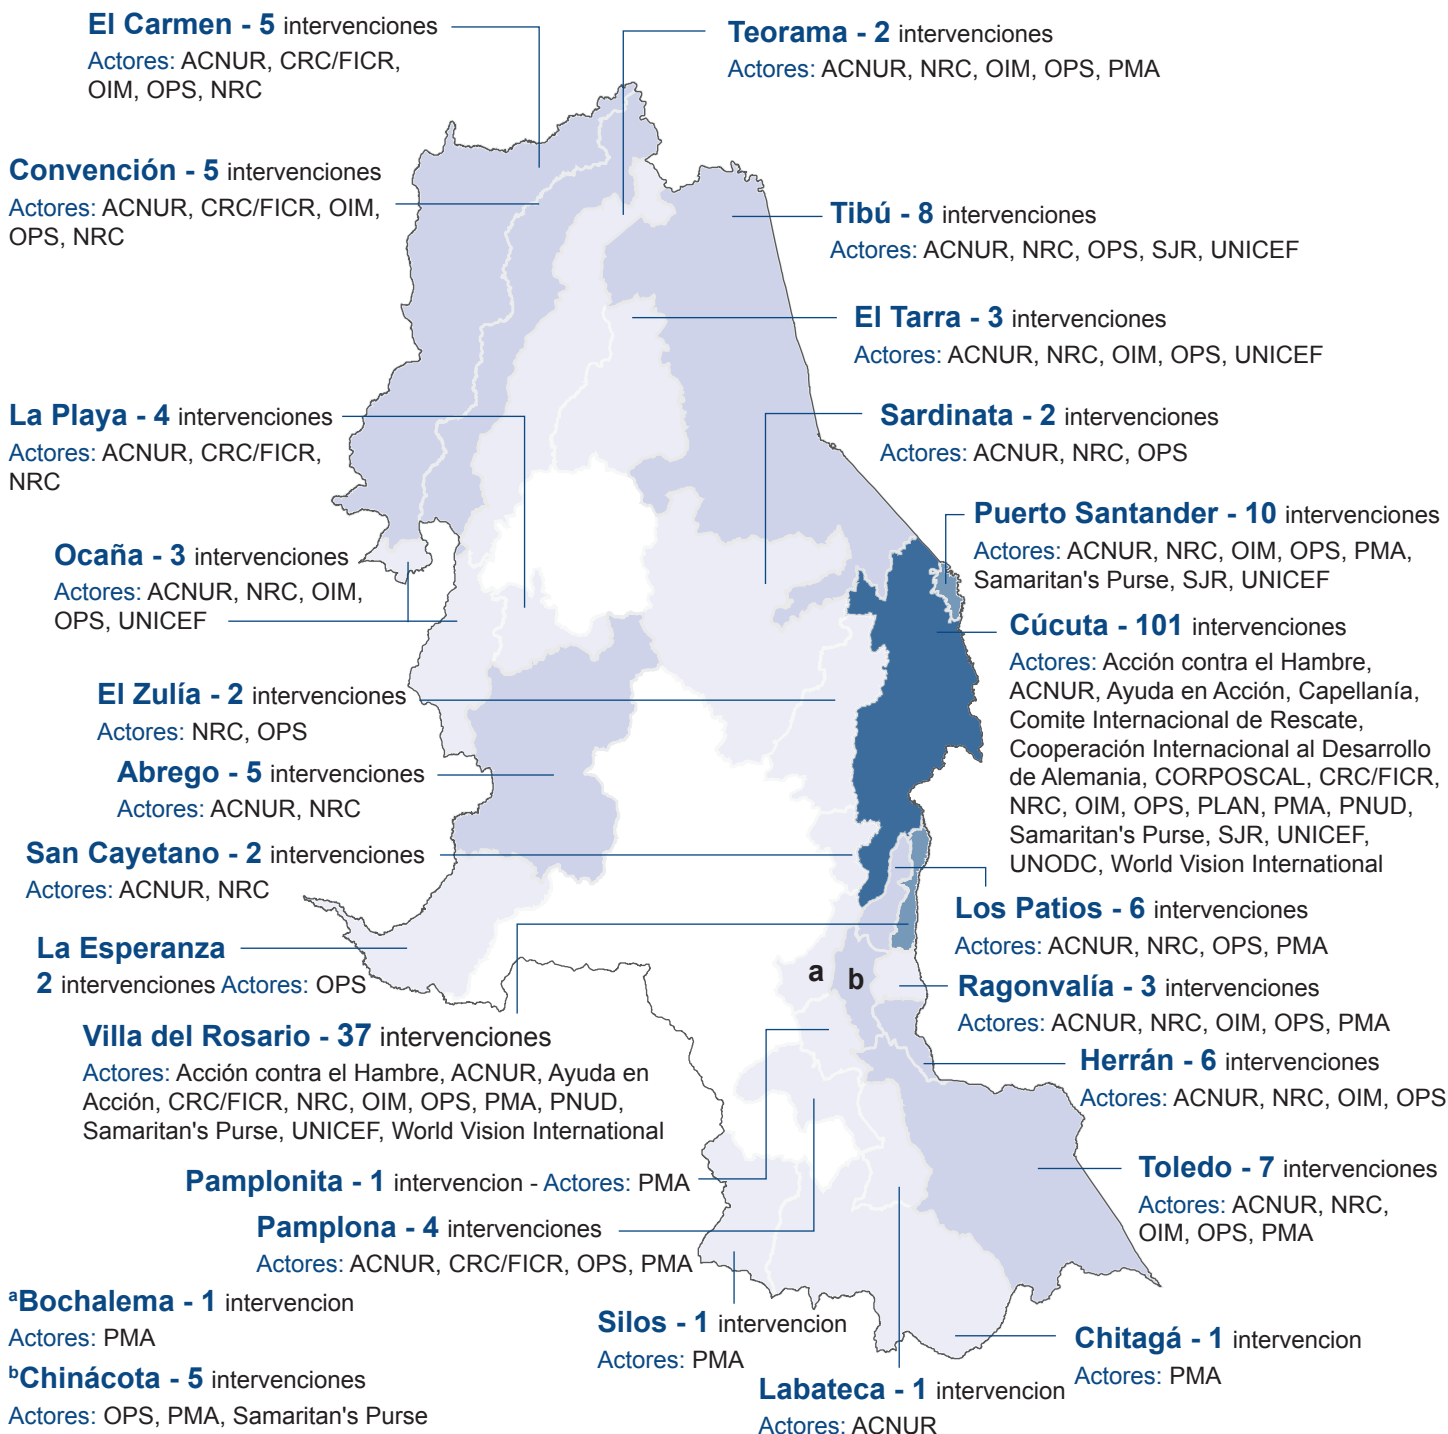 El Carmen - 5 intervenciones
Actores: ACNUR, CRC/FICR,
OIM, OPS, NRC
Teorama - 2 intervenciones
Actores: ACNUR, NRC, OIM, OPS, PMA
Convención - 5 intervenciones
Actores: ACNUR, CRC/FICR, OIM,
OPS, NRC
Tibú - 8 intervenciones
Actores: ACNUR, NRC, OPS, SJR, UNICEF
El Tarra - 3 intervenciones
Actores: ACNUR, NRC, OIM, OPS, UNICEF
La Playa - 4 intervenciones
Actores: ACNUR, CRC/FICR,
NRC
Sardinata - 2 intervenciones
Actores: ACNUR, NRC, OPS
Puerto Santander - 10 intervenciones
Actores: ACNUR, NRC, OIM, OPS, PMA,
Samaritan's Purse, SJR, UNICEF
Ocaña - 3 intervenciones
Actores: ACNUR, NRC, OIM,
OPS, UNICEF
Cúcuta - 101 intervenciones
Actores: Acción contra el Hambre,
ACNUR, Ayuda en Acción, Capellanía,
Comite Internacional de Rescate,
Cooperación Internacional al Desarrollo
de Alemania, CORPOSCAL, CRC/FICR,
NRC, OIM, OPS, PLAN, PMA, PNUD,
Samaritan's Purse, SJR, UNICEF,
UNODC, World Vision International
El Zulía - 2 intervenciones
Actores: NRC, OPS
Abrego - 5 intervenciones
Actores: ACNUR, NRC
San Cayetano - 2 intervenciones
Actores: ACNUR, NRC
Los Patios - 6 intervenciones
Actores: ACNUR, NRC, OPS, PMA
La Esperanza
2 intervenciones Actores: OPS
a
b
Ragonvalía - 3 intervenciones
Actores: ACNUR, NRC, OIM, OPS, PMA
Villa del Rosario - 37 intervenciones
Actores: Acción contra el Hambre, ACNUR, Ayuda en
Acción, CRC/FICR, NRC, OIM, OPS, PMA, PNUD,
Samaritan's Purse, UNICEF, World Vision International
Herrán - 6 intervenciones
Actores: ACNUR, NRC, OIM, OPS
Pamplonita - 1 intervencion - Actores: PMA
Toledo - 7 intervenciones
Actores: ACNUR, NRC,
OIM, OPS, PMA
Pamplona - 4 intervenciones
Actores: ACNUR, CRC/FICR, OPS, PMA
ᵃBochalema - 1 intervencion
Actores: PMA
ᵇChinácota - 5 intervenciones
Actores: OPS, PMA, Samaritan's Purse
Silos - 1 intervencion
Actores: PMA
Labateca - 1 intervencion
Actores: ACNUR
Chitagá - 1 intervencion
Actores: PMA